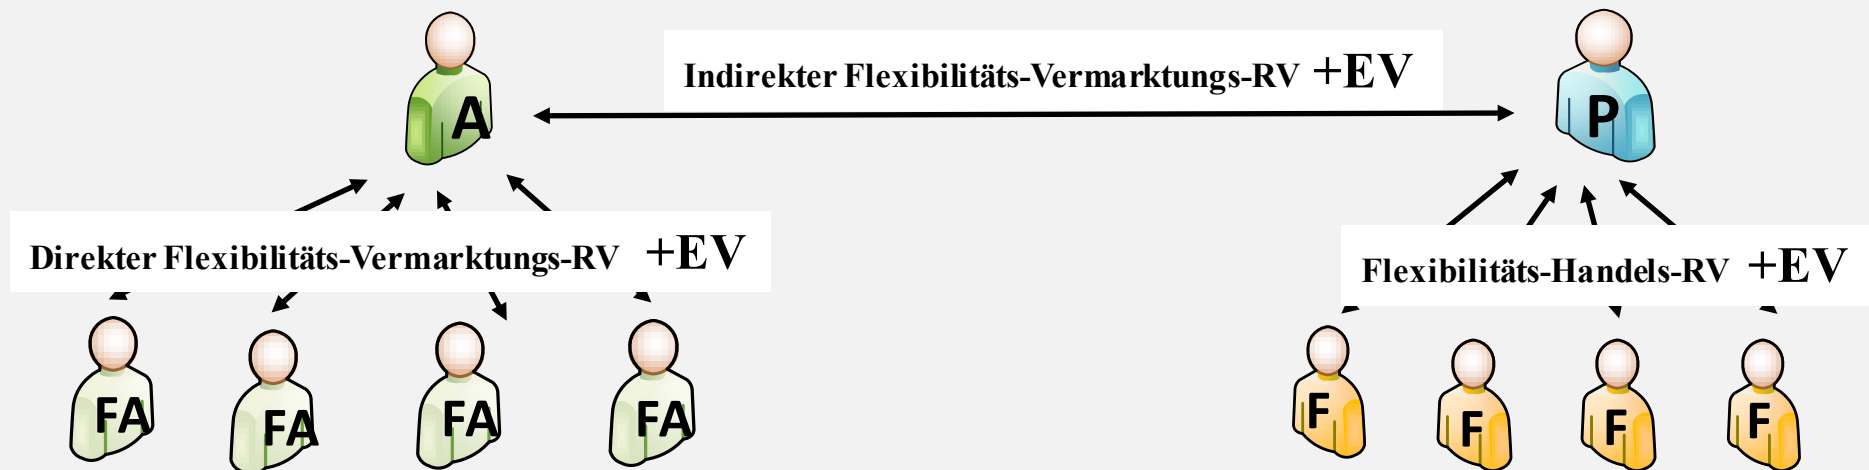 A
Indirekter Flexibilitäts-Vermarktungs-RV +EV
P
Direkter Flexibilitäts-Vermarktungs-RV +EV
Flexibilitäts-Handels-RV +EV
FA
FA
FA
FA
F
F
F
F